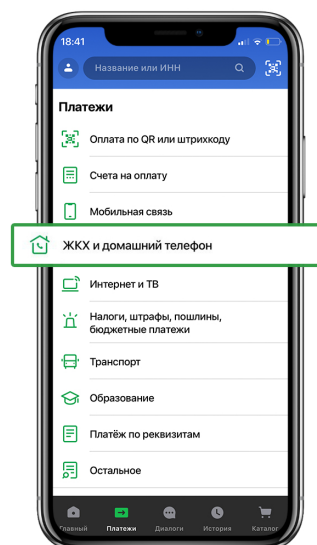 18:41
Название или ИНН
Платежи
Оплата по QR или штрихкоду
Счета на оплату
Мобильная связь
ЖКХ и домашний телефон
Интернет и ТВ
Налоги, штрафы, пошлины,
бюджетные платежи
Транспорт
Образование
Платёж по реквизитам
Остальное
Главный Платежи Диалоги История Каталог